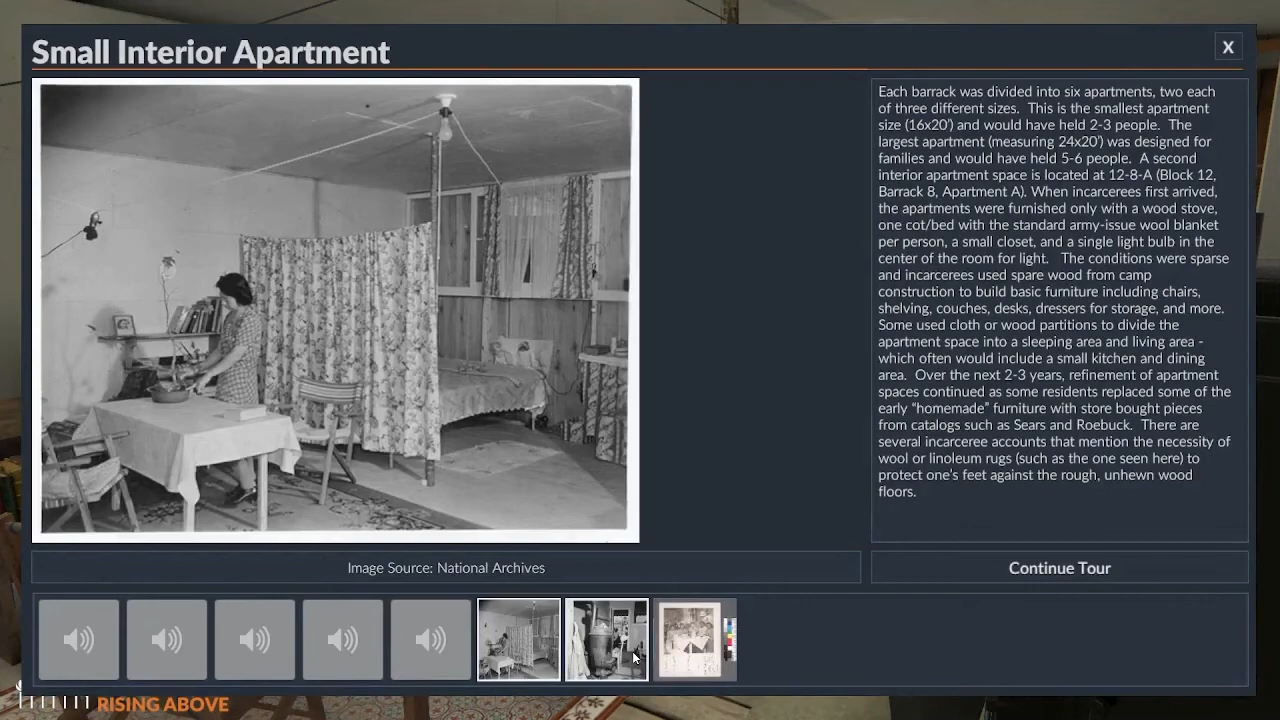 Small Interior Apartment
X
Each barrack was divided into six apartments, two each
of three different sizes. This is the smallest apartment
size (16x20') and would have held 2-3 people. The
largest apartment (measuring 24x20') was designed for
families and would have held 5-6 people. A second
interior apartment space is located at 12-8-A (Block 12,
Barrack 8, Apartment A). When incarcerees first arrived,
the apartments were furnished only with a wood stove,
one cot/bed with the standard army-issue wool blanket
per person, a small closet, and a single light bulb in the
center of the room for light. The conditions were sparse
and incarcerees used spare wood from camp
construction to build basic furniture including chairs,
shelving, couches, desks, dressers for storage, and more.
Some used cloth or wood partitions to divide the
apartment space into a sleeping area and living area -
which often would include a small kitchen and dining
area. Over the next 2-3 years, refinement of apartment
spaces continued as some residents replaced some of the
early “homemade” furniture with store bought pieces
from catalogs such as Sears and Roebuck. There are
several incarceree accounts that mention the necessity of
wool or linoleum rugs (such as the one seen here) to
protect one's feet against the rough, unhewn wood
floors.
Image Source: National Archives
Continue Tour
RISING ABOVE